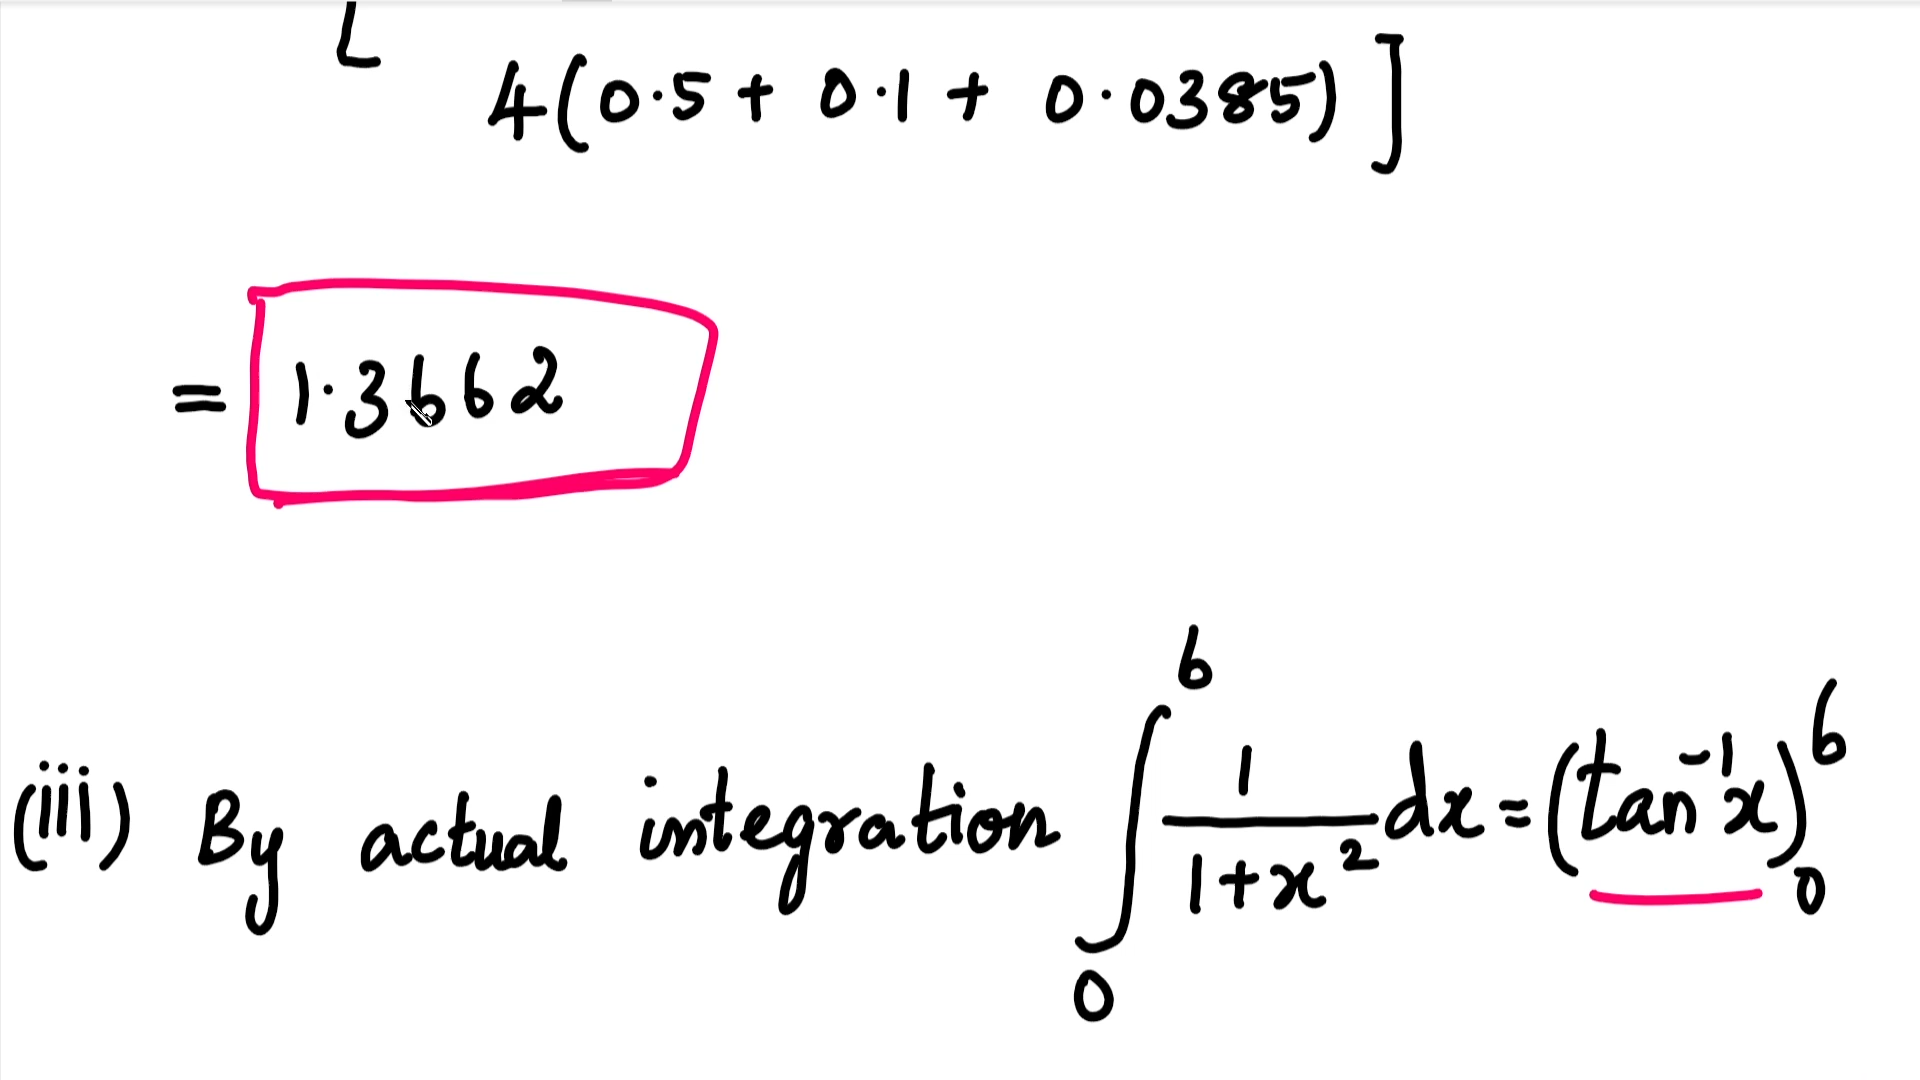 [
4(0.5 + 0.1 + 0.0385)]
= 1.3662
(iii) By actual integration ∫₀⁶ 1/(1+x²) dx = (tan⁻¹x)₀⁶